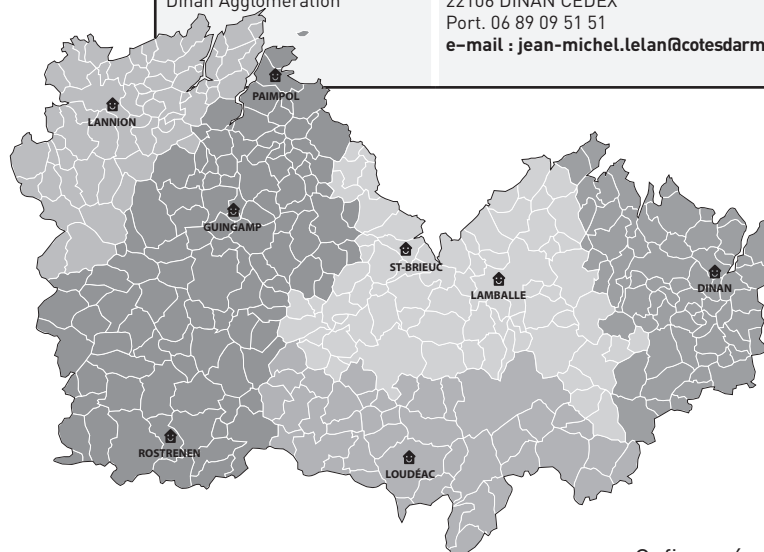 Dinan Agglomération
22106 DINAN CEDEX
Port. 06 89 09 51 51
e-mail : jean-michel.lelan@cotesdarm
PAIMPOL
LANNION
GUINGAMP
ST-BRIEUC
LAMBALLE
DINAN
ROSTRENEN
LOUDÉAC